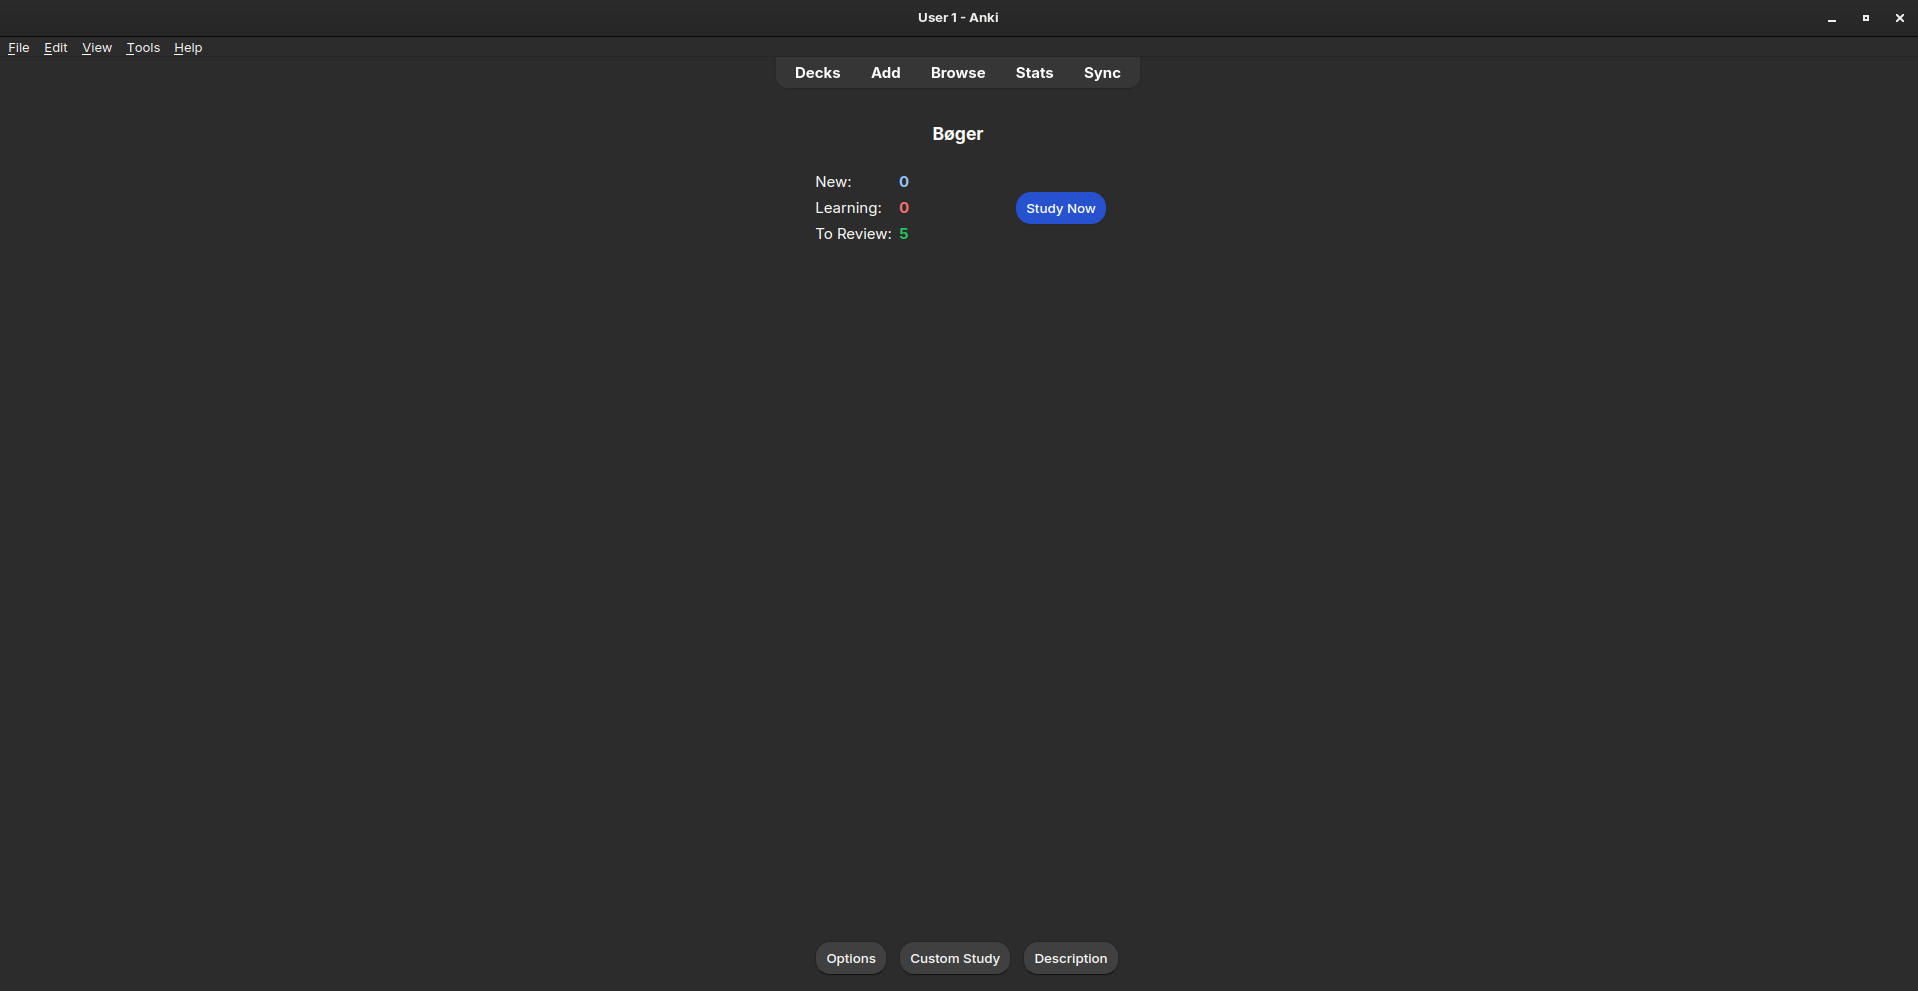 User 1 - Anki
File Edit View Tools Help
Decks Add Browse Stats Sync
Bøger
New: 0
Learning: 0
Study Now
To Review: 5
Options Custom Study Description